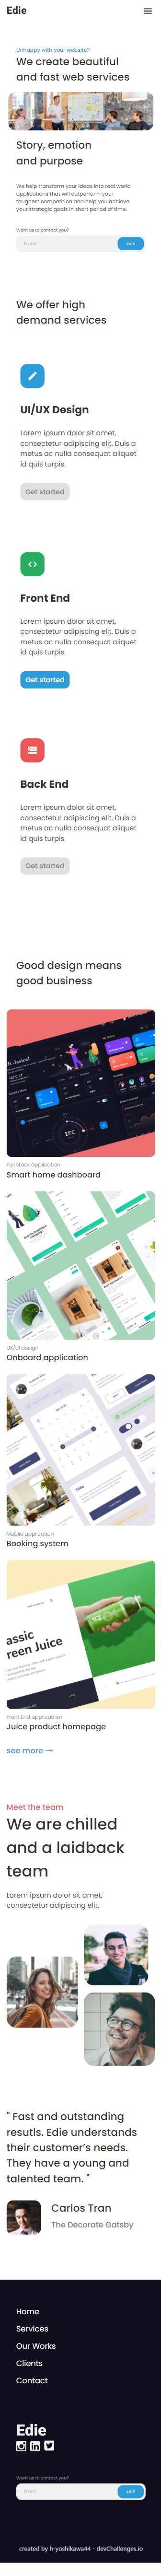 Edie
Unhappy with your website?
We create beautiful
and fast web services
Story, emotion
and purpose
We help transform your ideas into real world
applications that will outperform your
toughest competition and help you achieve
your strategic goals in short period of time.
Want us to contact you?
Email
Join
We offer high
demand services
UI/UX Design
Lorem ipsum dolor sit amet,
consectetur adipiscing elit. Duis a
metus ac nulla consequat aliquet
id quis turpis.
Get started
Front End
Lorem ipsum dolor sit amet,
consectetur adipiscing elit. Duis a
metus ac nulla consequat aliquet
id quis turpis.
Get started
Back End
Lorem ipsum dolor sit amet,
consectetur adipiscing elit. Duis a
metus ac nulla consequat aliquet
id quis turpis.
Get started
Good design means
good business
25°C
Full stack application
Smart home dashboard
UX/UI design
Onboard application
Mobile application
Booking system
assic
reen Juice
Front End applicati on
Juice product homepage
see more →
Meet the team
We are chilled
and a laidback
team
Lorem ipsum dolor sit amet,
consectetur adipiscing elit.
" Fast and outstanding
resutls. Edie understands
their customer's needs.
They have a young and
talented team. "
Carlos Tran
The Decorate Gatsby
Home
Services
Our Works
Clients
Contact
Edie
Want us to contact you?
Email
Join
created by h-yoshikawa44 - devChallenges.io